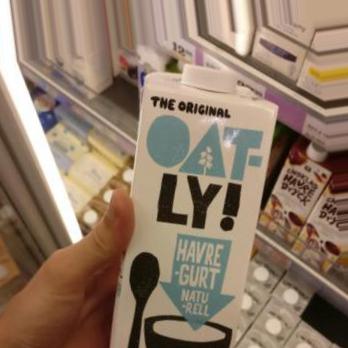 THE ORIGINAL
OAT-
LY!
HAVRE
-GURT
NATU
-RELL